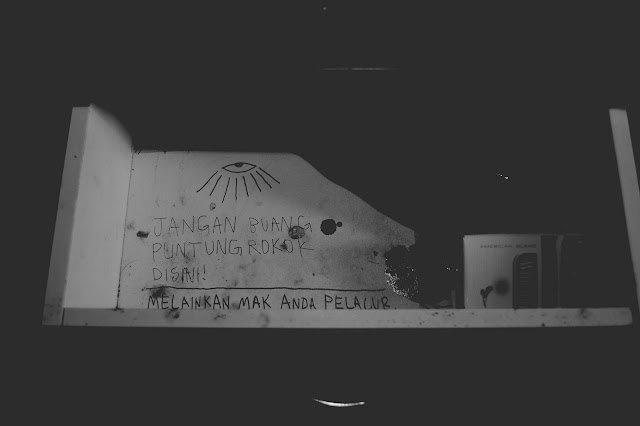 JANGAN BUANG
PUNTUNG ROKOK
DISINI!
MELAINKAN MAK ANDA PELACUR